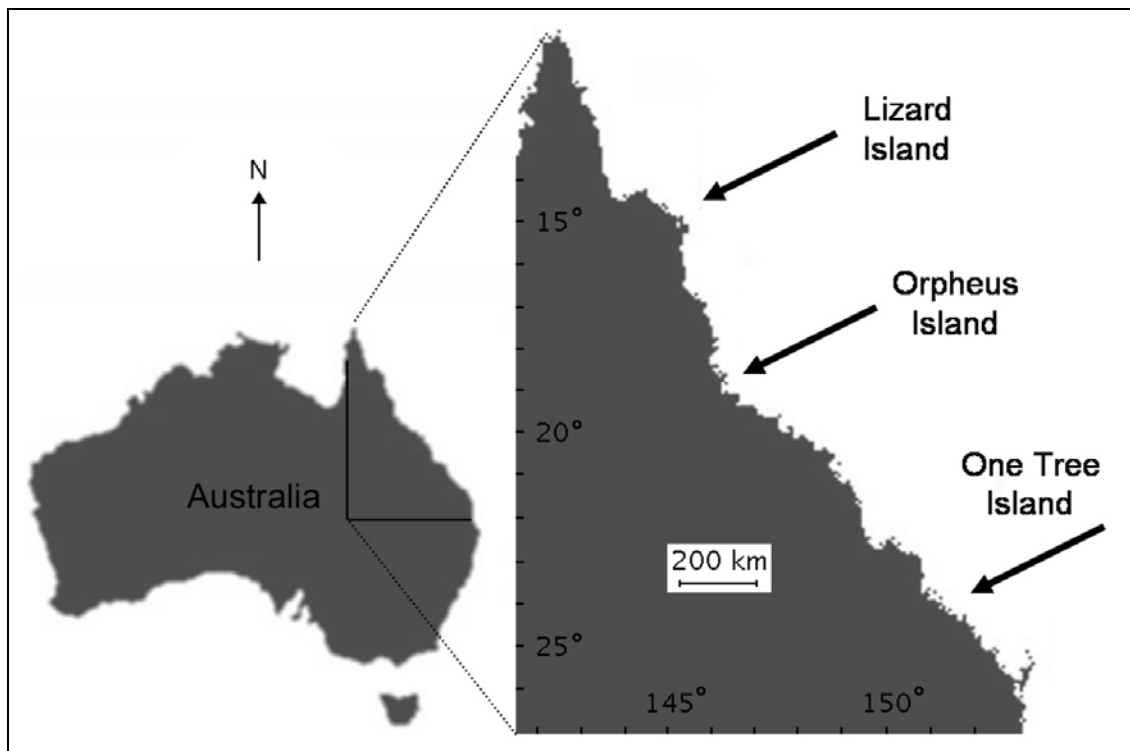 N
Australia
Lizard
Island
15°
Orpheus
Island
20°
One Tree
Island
200 km
25°
145°
150°